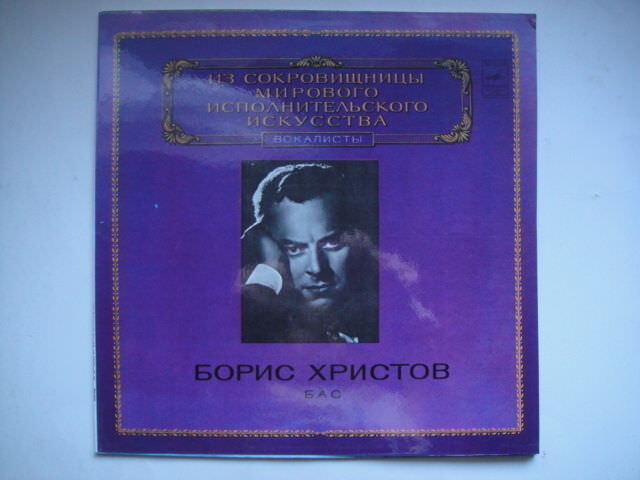 ИЗ СОКРОВИЩНИЦЫ
МИРОВОГО
ИСПОЛНИТЕЛЬСКОГО
ИСКУССТВА
ВОКАЛИСТЫ
БОРИС ХРИСТОВ
БАС